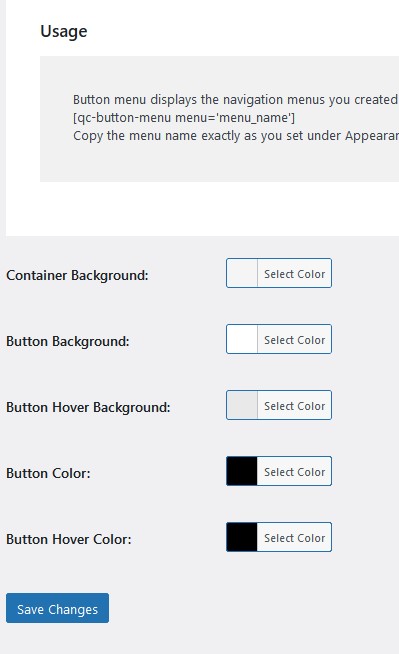 Usage
Button menu displays the navigation menus you created
[qc-button-menu menu='menu_name']
Copy the menu name exactly as you set under
Container Background: Select Color
Button Background: Select Color
Button Hover Background: Select Color
Button Color: Select Color
Button Hover Color: Select Color
Save Changes